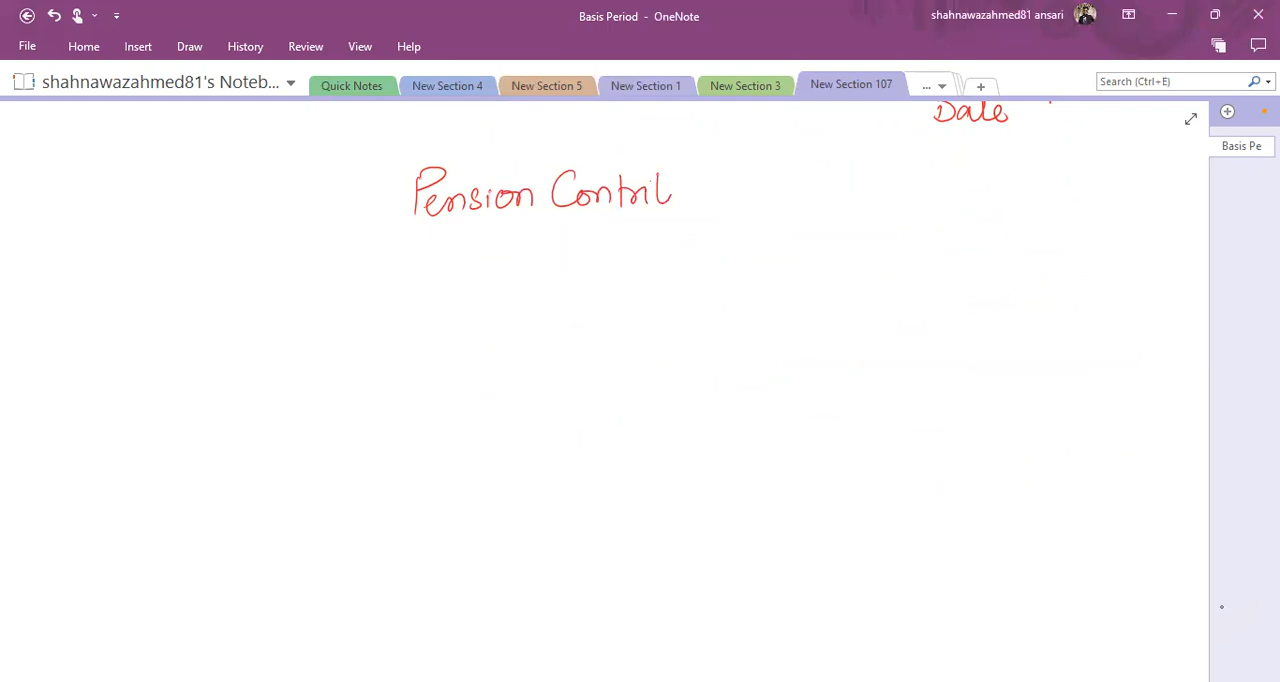 Basis Period - OneNote
shahnawazahmed81 ansari
File Home Insert Draw History Review View Help
shahnawazahmed81's Noteb...
Quick Notes New Section 4 New Section 5 New Section 1 New Section 3 New Section 107 ...
Search (Ctrl+E)
Date
Basis Pe
Pension Contril